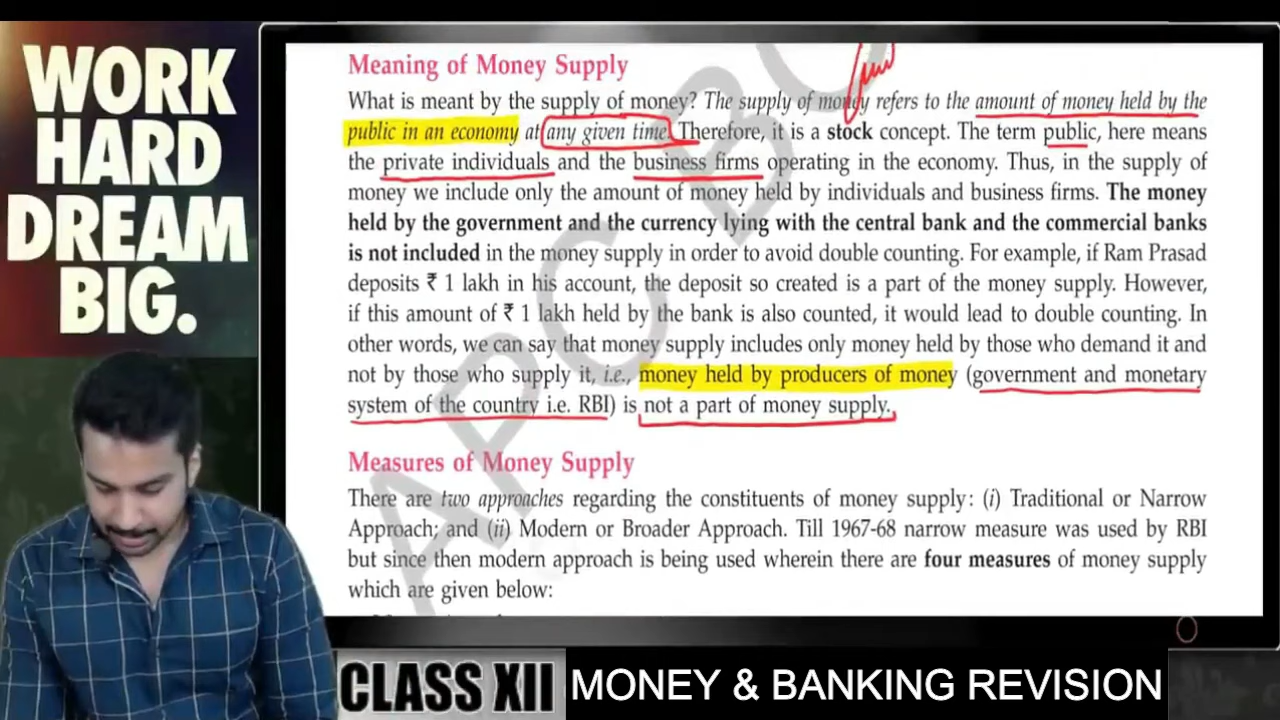 WORK
HARD
DREAM
BIG.
Meaning of Money Supply
What is meant by the supply of money? The supply of money refers to the amount of money held by the
public in an economy at any given time. Therefore, it is a stock concept. The term public, here means
the private individuals and the business firms operating in the economy. Thus, in the supply of
money we include only the amount of money held by individuals and business firms. The money
held by the government and the currency lying with the central bank and the commercial banks
is not included in the money supply in order to avoid double counting. For example, if Ram Prasad
deposits ₹ 1 lakh in his account, the deposit so created is a part of the money supply. However,
if this amount of ₹ 1 lakh held by the bank is also counted, it would lead to double counting. In
other words, we can say that money supply includes only money held by those who demand it and
not by those who supply it, i.e., money held by producers of money (government and monetary
system of the country i.e. RBI) is not a part of money supply.
Measures of Money Supply
There are two approaches regarding the constituents of money supply: (i) Traditional or Narrow
Approach; and (ii) Modern or Broader Approach. Till 1967-68 narrow measure was used by RBI
but since then modern approach is being used wherein there are four measures of money supply
which are given below:
CLASS XII MONEY & BANKING REVISION